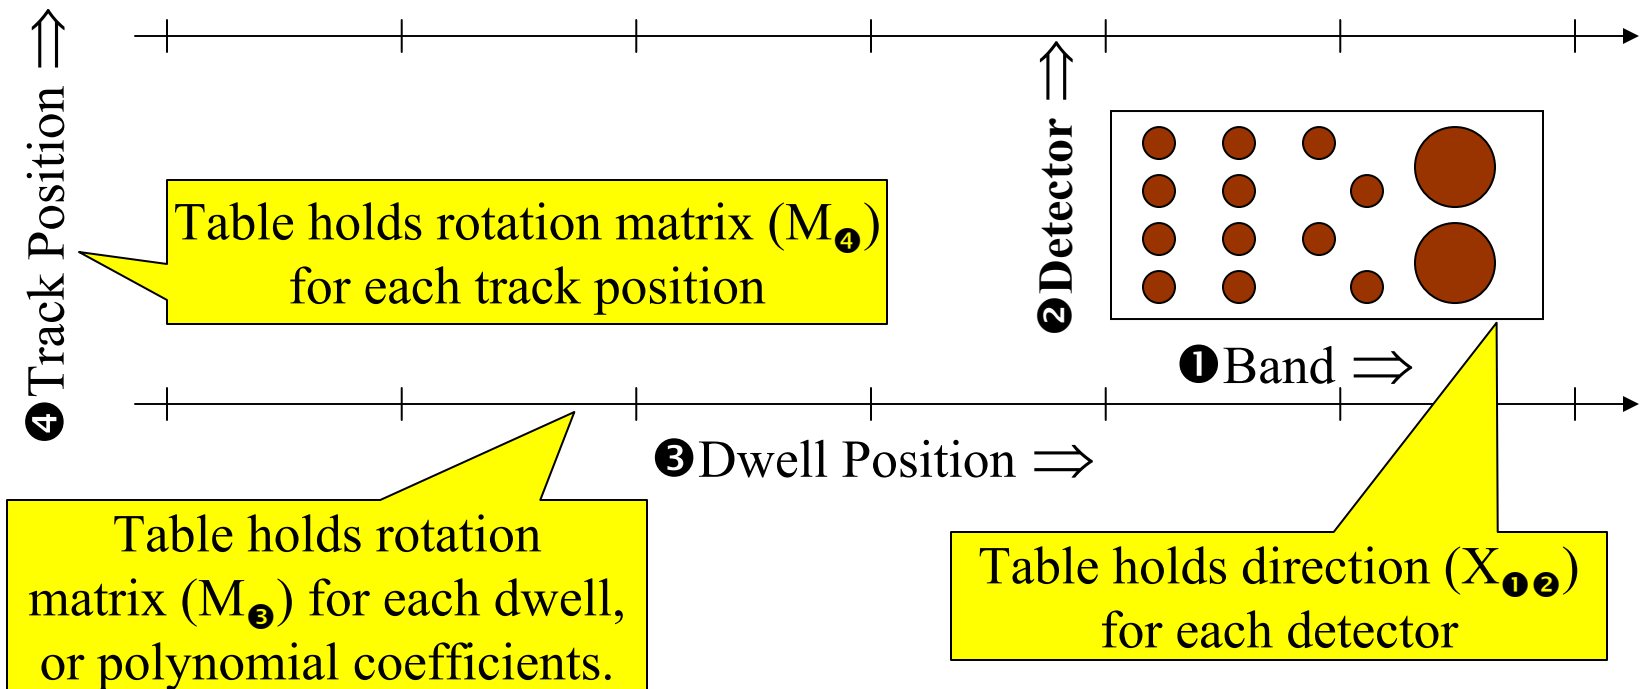 ❹Track Position ⇒
Table holds rotation matrix (M❹)
for each track position
❷Detector ⇒
❶Band ⇒
❸Dwell Position ⇒
Table holds rotation
matrix (M❸) for each dwell,
or polynomial coefficients.
Table holds direction (X❶❷)
for each detector